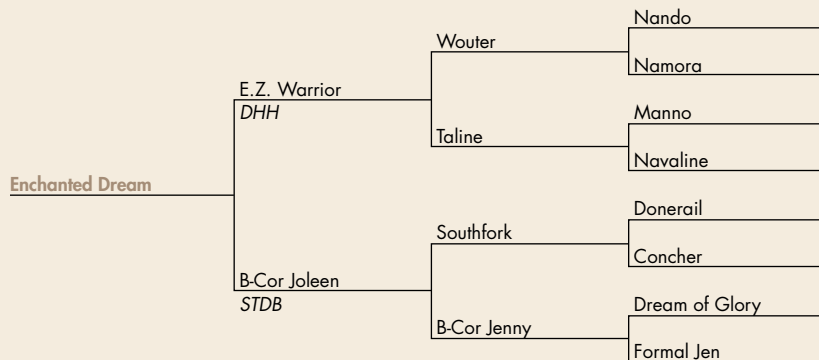 Nando
Wouter
Namora
E.Z. Warrior
DHH
Manno
Taline
Navaline
Enchanted Dream
Donerail
Southfork
Concher
B-Cor Joleen
STDB
Dream of Glory
B-Cor Jenny
Formal Jen